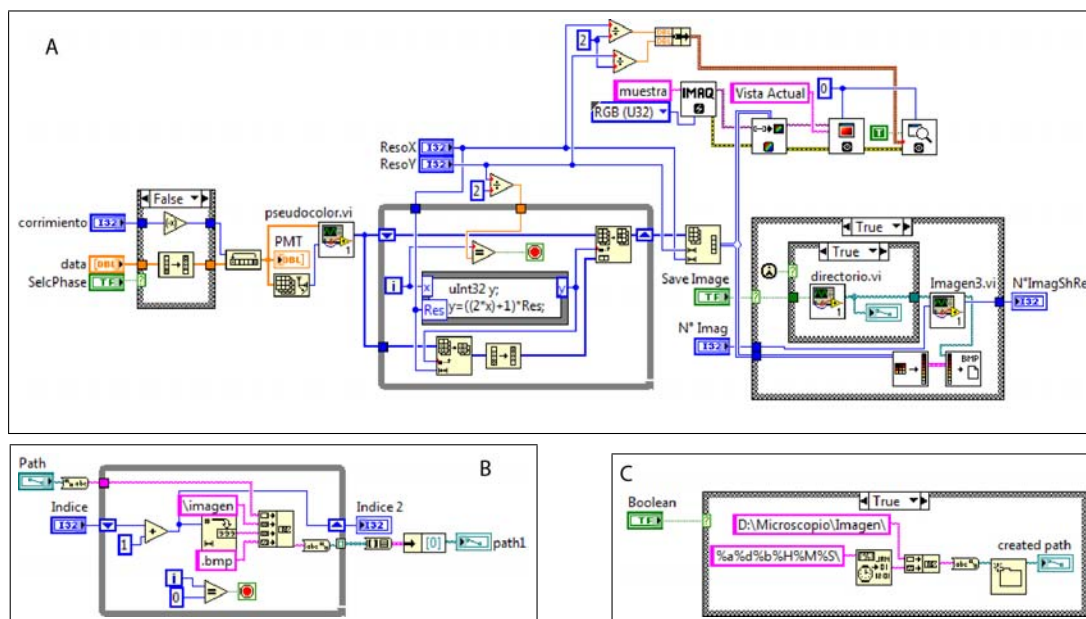 A
2
muestra
IMAQ
Vista Actual
0
RGB (U32)
T
ResoX
I32
ResoY
I32
2
False
corrimiento
I32
pseudocolor.vi
1
PMT
DBL
data
DBL
SelcPhase
TF
i
x
Res
uInt32 y;
y=((2*x)+1)*Res;
y
True
True
Save Image
TF
directorio.vi
1
Imagen3.vi
1
N°ImagShRe
I32
N° Imag
I32
BMP
B
Path
Indice
I32
1
\imagen
.bmp
i
0
Indice 2
I32
[0]
path1
C
Boolean
TF
True
D:\Microscopio\Imagen\
%a%d%b%H%M%S\
created path